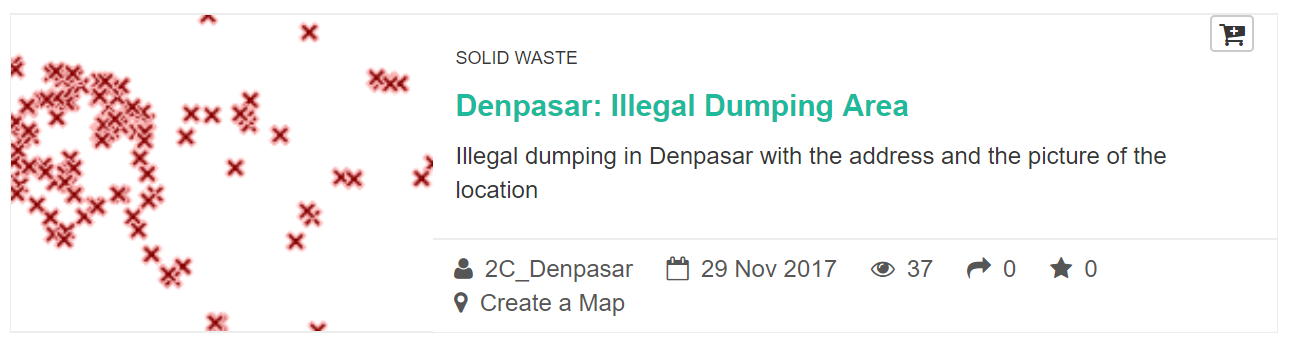 SOLID WASTE
Denpasar: Illegal Dumping Area
Illegal dumping in Denpasar with the address and the picture of the
location
2C_Denpasar 29 Nov 2017 37 0 0
Create a Map